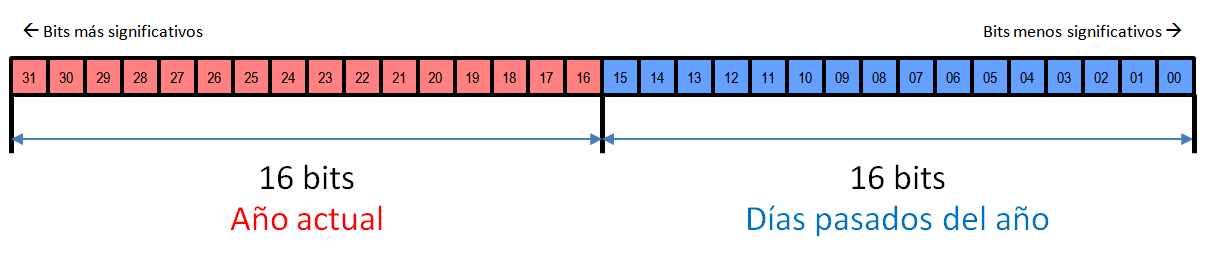 ← Bits más significativos
Bits menos significativos →
31 30 29 28 27 26 25 24 23 22 21 20 19 18 17 16 15 14 13 12 11 10 09 08 07 06 05 04 03 02 01 00
16 bits
Año actual
16 bits
Días pasados del año